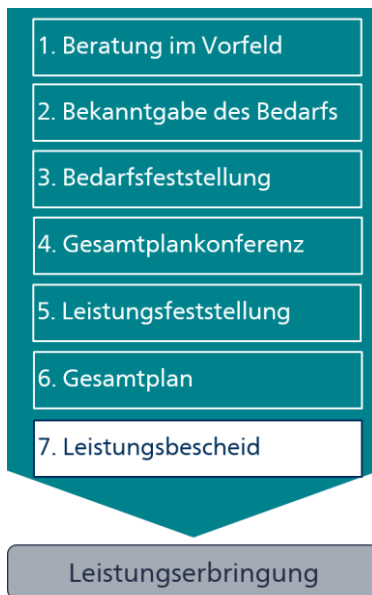 1. Beratung im Vorfeld
2. Bekanntgabe des Bedarfs
3. Bedarfsfeststellung
4. Gesamtplankonferenz
5. Leistungsfeststellung
6. Gesamtplan
7. Leistungsbescheid
Leistungserbringung